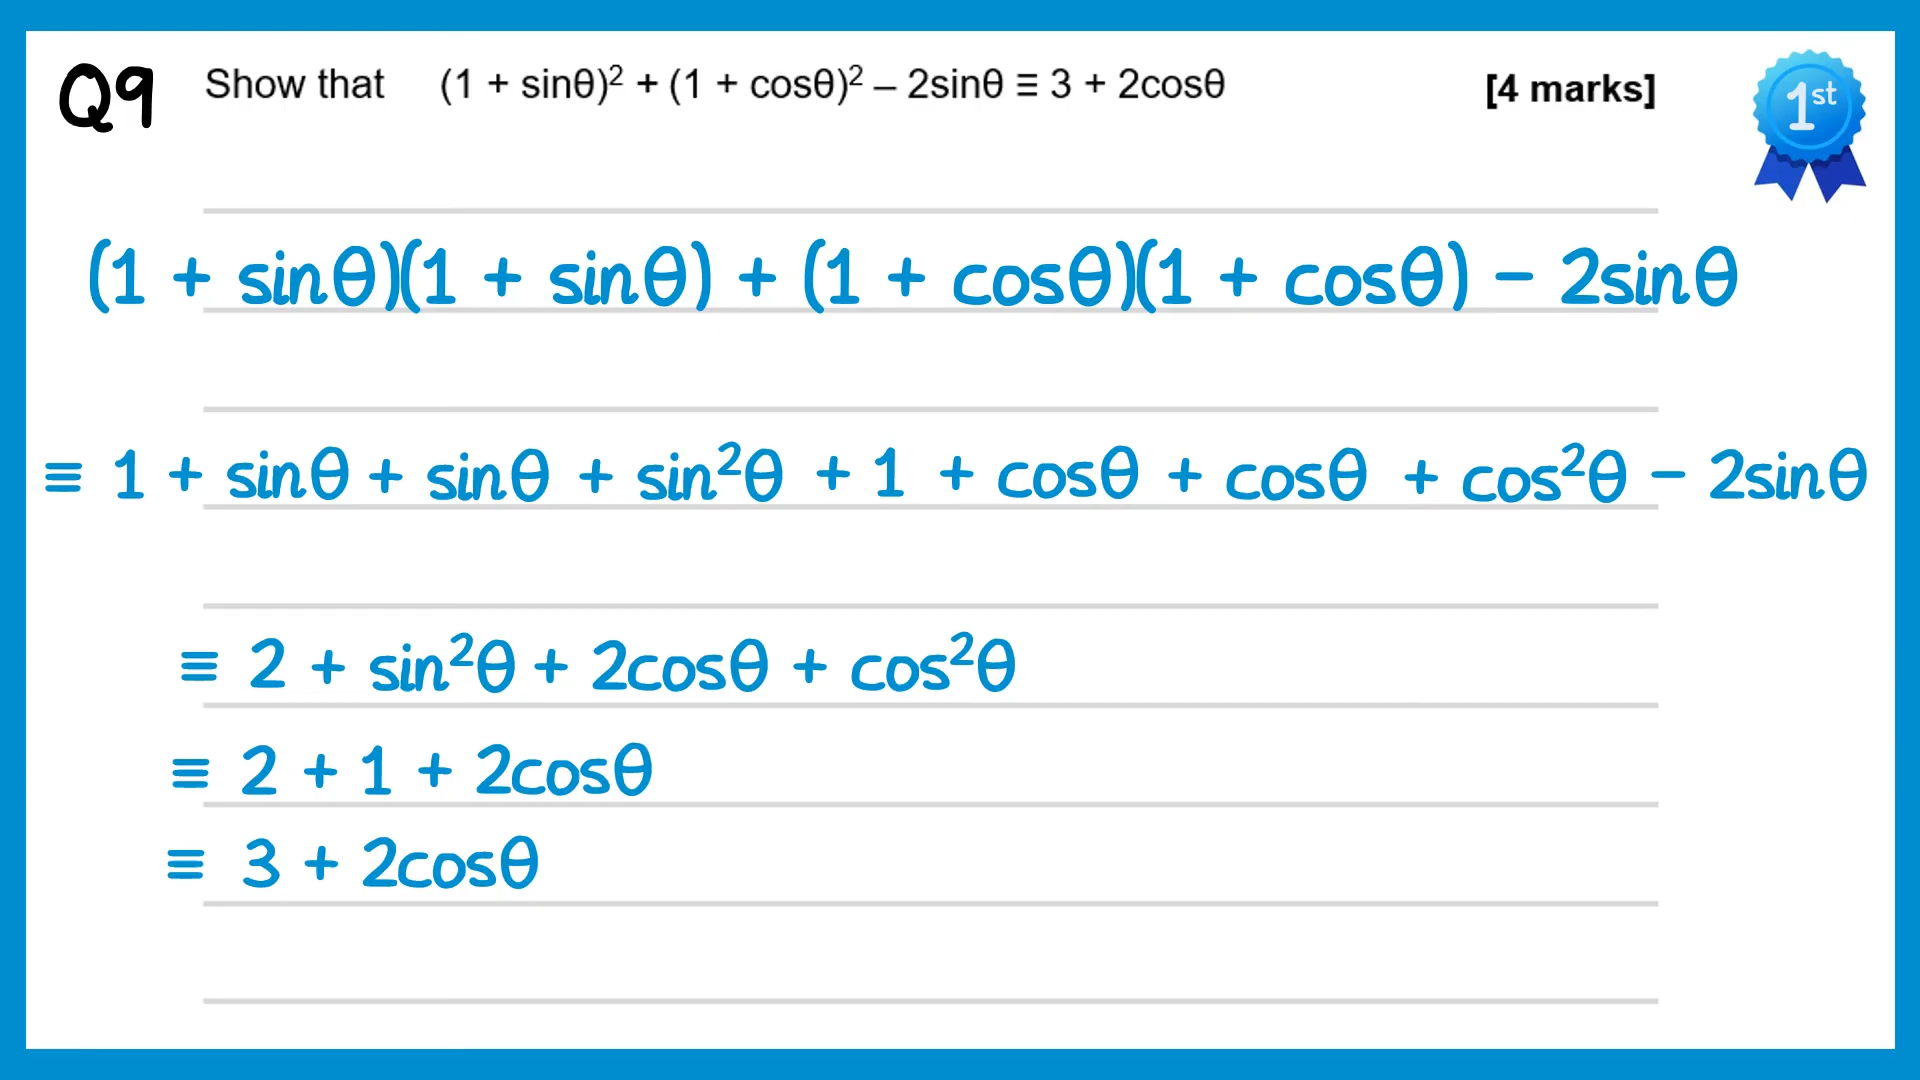 Q9 Show that (1 + sinθ)² + (1 + cosθ)² – 2sinθ ≡ 3 + 2cosθ [4 marks]
1st
(1 + sinθ)(1 + sinθ) + (1 + cosθ)(1 + cosθ) – 2sinθ
≡ 1 + sinθ + sinθ + sin²θ + 1 + cosθ + cosθ + cos²θ – 2sinθ
≡ 2 + sin²θ + 2cosθ + cos²θ
≡ 2 + 1 + 2cosθ
≡ 3 + 2cosθ